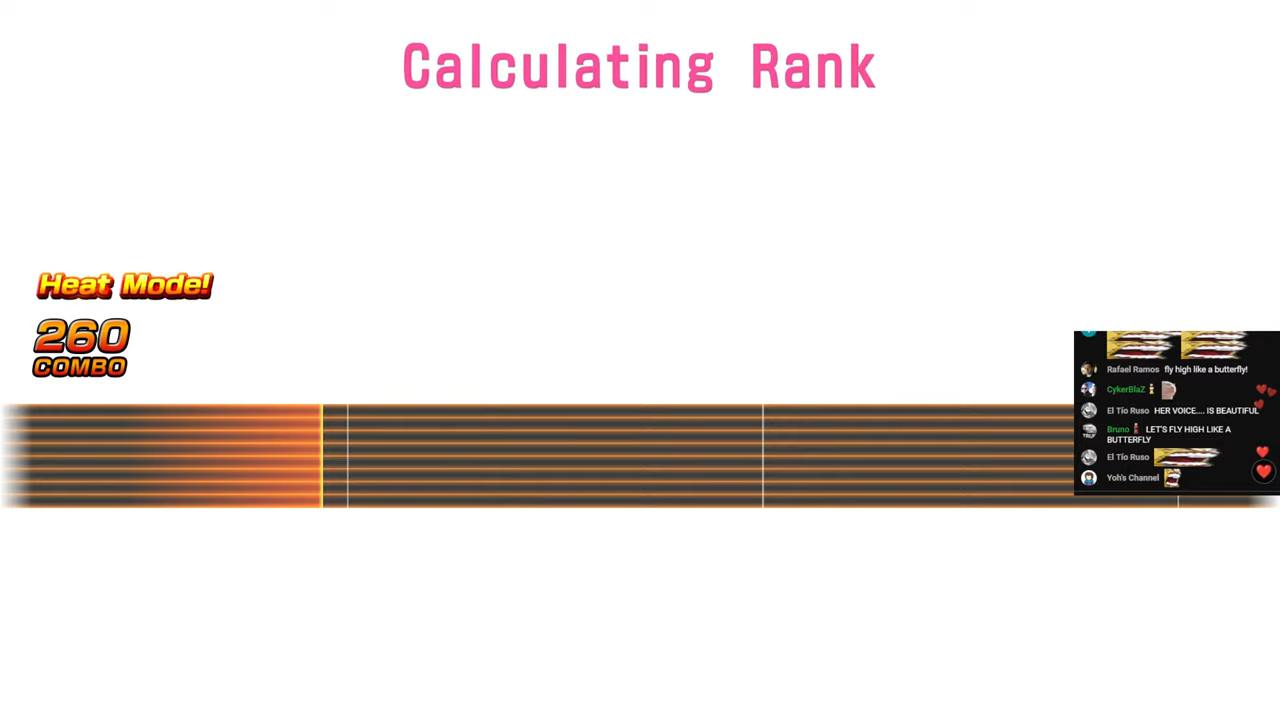 Calculating Rank
Heat Mode!
260
COMBO
Rafael Ramos fly high like a butterfly!
CykerBlaZ
El Tío Ruso HER VOICE.... IS BEAUTIFUL
Bruno LET'S FLY HIGH LIKE A
BUTTERFLY
El Tío Ruso
Yoh's Channel